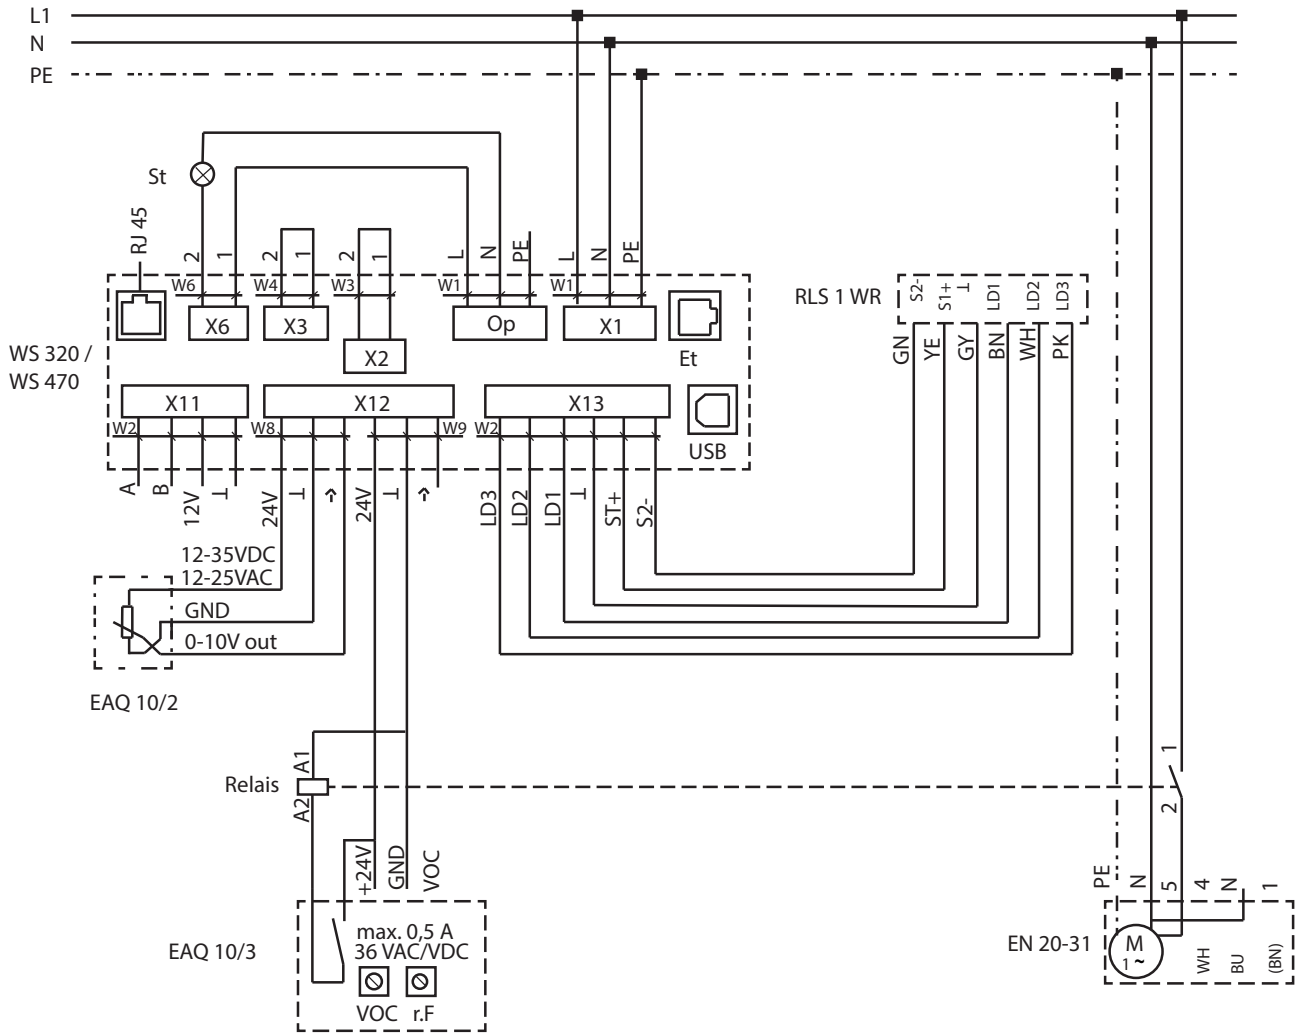 L1
N
PE
St
RJ 45
2 1 2 1 2 1 L N PE L N PE
W6 W4 W3 W1 W1
X6 X3 Op X1
X2
Et
WS 320 /
WS 470
X11 X12 X13
W2 W8 W9 W2
USB
A B 12V ⊥ 24V ⊥ ↑ 24V ⊥ ↑ LD3 LD2 LD1 ⊥ ST+ S2-
RLS 1 WR
S2- S1+ ⊥ LD1 LD2 LD3
GN YE GY BN WH PK
12-35VDC
12-25VAC
GND
0-10V out
EAQ 10/2
A1
Relais
A2
1
2
+24V GND VOC
EAQ 10/3
max. 0,5 A
36 VAC/VDC
VOC r.F
PE N 5 4 N 1
EN 20-31
M
1 ~
WH BU (BN)